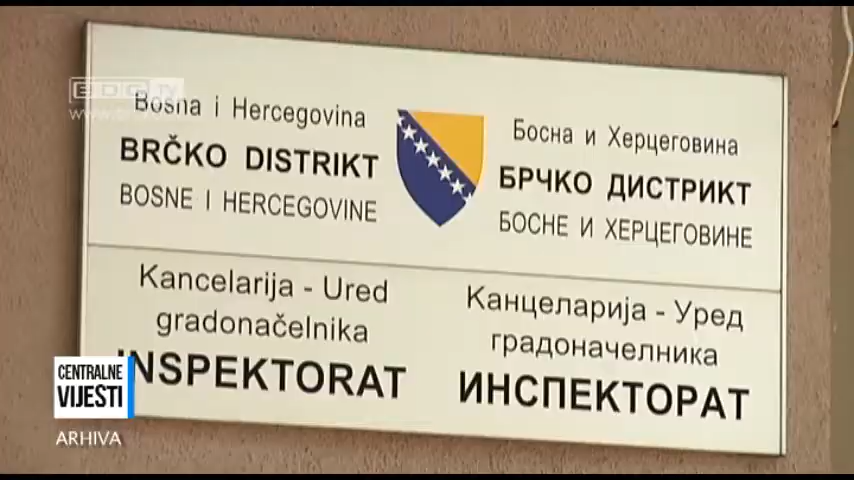 Bosna i Hercegovina
BRČKO DISTRIKT
BOSNE I HERCEGOVINE
Босна и Херцеговина
БРЧКО ДИСТРИКТ
БОСНЕ И ХЕРЦЕГОВИНЕ
Kancelarija - Ured
gradonačelnika
INSPEKTORAT
Канцеларија - Уред
градоначелника
ИНСПЕКТОРАТ
CENTRALNE
VIJESTI
ARHIVA